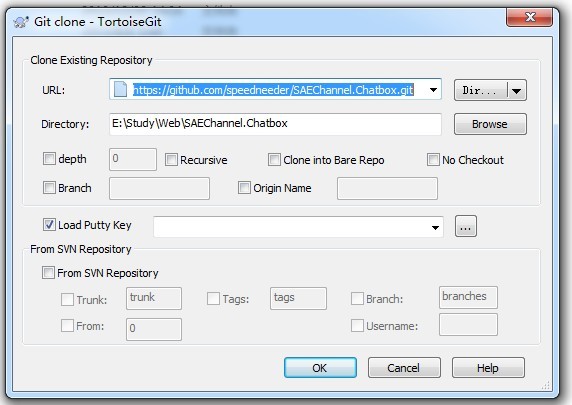 Git clone - TortoiseGit
Clone Existing Repository
URL: https://github.com/speedneeder/SAEChannel.Chatbox.git Dir...
Directory: E:\Study\Web\SAEChannel.Chatbox Browse
depth 0 Recursive Clone into Bare Repo No Checkout
Branch Origin Name
Load Putty Key ...
From SVN Repository
From SVN Repository
Trunk: trunk Tags: tags Branch: branches
From: 0 Username:
OK Cancel Help